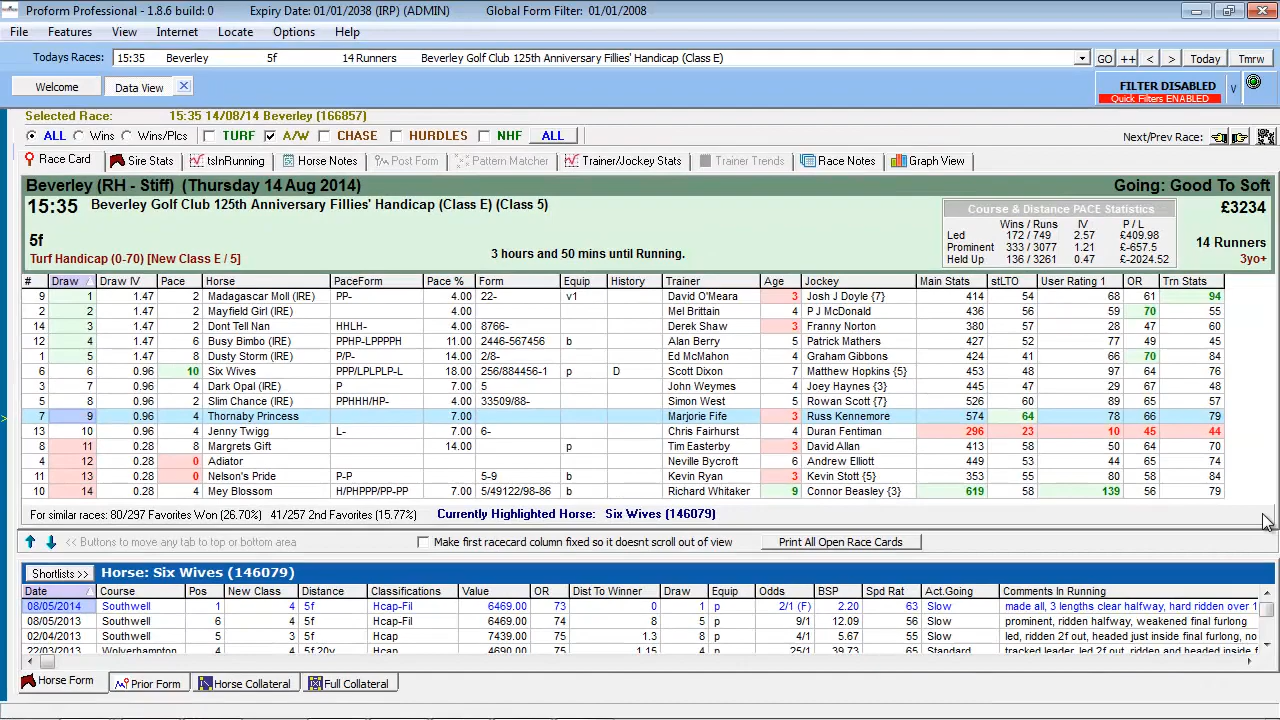 Proform Professional - 1.8.6 build: 0 Expiry Date: 01/01/2038 (IRP) (ADMIN) Global Form Filter: 01/01/2008
File Features View Internet Locate Options Help
Todays Races: 15:35 Beverley 5f 14 Runners Beverley Golf Club 125th Anniversary Fillies' Handicap (Class E) GO ++ < > Today Tmrw
Welcome Data View FILTER DISABLED V
Quick Filters ENABLED
Selected Race: 15:35 14/08/14 Beverley (166857)
ALL Wins Wins/Plcs TURF A/W CHASE HURDLES NHF ALL Next/Prev Race:
Race Card Sire Stats IsInRunning Horse Notes Post Form Pattern Matcher Trainer/Jockey Stats Trainer Trends Race Notes Graph View
Beverley (RH - Stiff) (Thursday 14 Aug 2014) Going: Good To Soft
15:35 Beverley Golf Club 125th Anniversary Fillies' Handicap (Class E) (Class 5) Course & Distance PACE Statistics £3234
Wins / Runs IV P / L
5f Led 172 / 749 2.57 £409.98
Prominent 333 / 3077 1.21 £-657.5 14 Runners
Turf Handicap (0-70) [New Class E / 5] 3 hours and 50 mins until Running. Held Up 136 / 3261 0.47 £-2024.52 3yo+
# Draw Draw IV Pace Horse PaceForm Pace % Form Equip History Trainer Age Jockey Main Stats stLTO User Rating 1 OR Trn Stats
9 1 1.47 2 Madagascar Moll (IRE) PP- 4.00 22- v1 David O'Meara 3 Josh J Doyle {7} 414 54 68 61 94
2 2 1.47 2 Mayfield Girl (IRE) 4.00 Mel Brittain 4 P J McDonald 436 56 59 70 55
14 3 1.47 2 Dont Tell Nan HHLH- 4.00 8766- Derek Shaw 3 Franny Norton 380 57 28 47 60
12 4 1.47 6 Busy Bimbo (IRE) PPHP-LPPPPP 11.00 2446-567456 b Alan Berry 5 Patrick Mathers 427 52 77 49 45
1 5 1.47 8 Dusty Storm (IRE) P/P- 14.00 2/8- Ed McMahon 4 Graham Gibbons 424 41 66 70 84
6 6 0.96 10 Six Wives PPP/LPLPLP-L 18.00 256/884456-1 p D Scott Dixon 7 Matthew Hopkins {5} 453 48 97 64 76
3 7 0.96 4 Dark Opal (IRE) P 7.00 5 John Weymes 4 Joey Haynes {3} 445 47 29 67 48
5 8 0.96 2 Slim Chance (IRE) PPHHH/HP- 4.00 33509/88- Simon West 5 Rowan Scott {7} 526 60 89 65 57
7 9 0.96 4 Thornaby Princess 7.00 Marjorie Fife 3 Russ Kennemore 574 64 78 66 79
13 10 0.96 4 Jenny Twigg L- 7.00 6- Chris Fairhurst 4 Duran Fentiman 296 23 10 45 44
8 11 0.28 8 Margrets Gift 14.00 p Tim Easterby 3 David Allan 413 58 50 64 70
4 12 0.28 0 Adiator Neville Bycroft 6 Andrew Elliott 449 53 44 65 74
11 13 0.28 0 Nelson's Pride P-P 5-9 b Kevin Ryan 3 Kevin Stott {5} 353 55 80 58 84
10 14 0.28 4 Mey Blossom H/PHPPP/PP-PP 7.00 5/49122/98-86 b Richard Whitaker 9 Connor Beasley {3} 619 58 139 56 79
For similar races: 80/297 Favorites Won (26.70%) 41/257 2nd Favorites (15.77%) Currently Highlighted Horse: Six Wives (146079)
<< Buttons to move any tab to top or bottom area Make first racecard column fixed so it doesnt scroll out of view Print All Open Race Cards
Shortlists >> Horse: Six Wives (146079)
Date Course Pos New Class Distance Classifications Value OR Dist To Winner Draw Equip Odds BSP Spd Rat Act.Going Comments In Running
08/05/2014 Southwell 1 4 5f Hcap-Fil 6469.00 73 0 1 p 2/1 (F) 2.20 63 Slow made all, 3 lengths clear halfway, hard ridden over 1
08/05/2013 Southwell 6 4 5f Hcap-Fil 6469.00 74 8 5 p 9/1 12.09 56 Slow prominent, ridden halfway, weakened final furlong
02/04/2013 Southwell 5 3 5f Hcap 7439.00 75 1.3 8 p 4/1 5.67 55 Slow led, ridden 2f out, headed just inside final furlong, no
22/03/2013 Wolverhampton 4 4 5f 20y Hcap 4690.00 75 1.15 4 p 25/1 39.73 65 Standard tracked leader, led 2f out, ridden and headed inside f
Horse Form Prior Form Horse Collateral Full Collateral